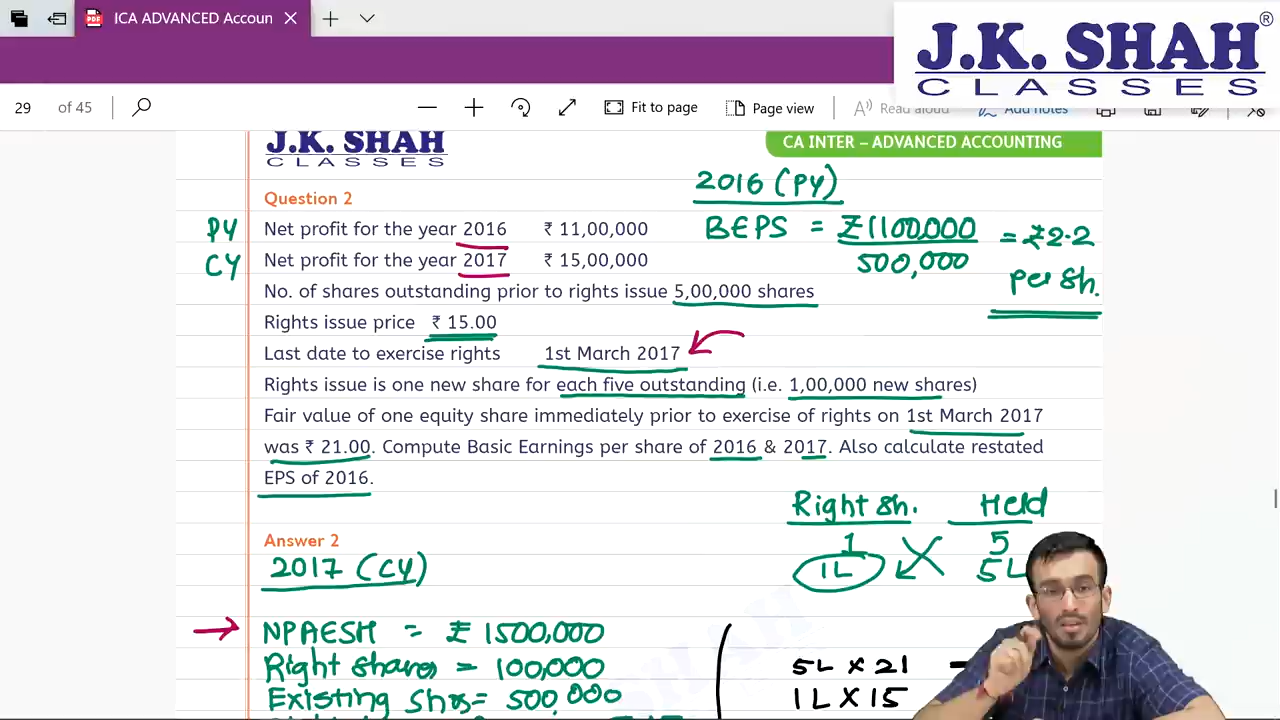 ICA ADVANCED Accoun
J.K. SHAH®
CLASSES
29 of 45
Fit to page
Page view
Read aloud
Add notes
J.K. SHAH
CLASSES
CA INTER – ADVANCED ACCOUNTING
2016 (PY)
Question 2
PY Net profit for the year 2016 ₹ 11,00,000
BEPS = ₹1100,000
500,000
= ₹2.2
per sh.
CY Net profit for the year 2017 ₹ 15,00,000
No. of shares outstanding prior to rights issue 5,00,000 shares
Rights issue price ₹ 15.00
Last date to exercise rights 1st March 2017
Rights issue is one new share for each five outstanding (i.e. 1,00,000 new shares)
Fair value of one equity share immediately prior to exercise of rights on 1st March 2017
was ₹ 21.00. Compute Basic Earnings per share of 2016 & 2017. Also calculate restated
EPS of 2016.
Right sh. Held
1 5
1L 5L
Answer 2
2017 (CY)
NPAESH = ₹ 1500,000
Right shares = 100,000
Existing Shrs = 500,000
5L X 21 =
1L X 15